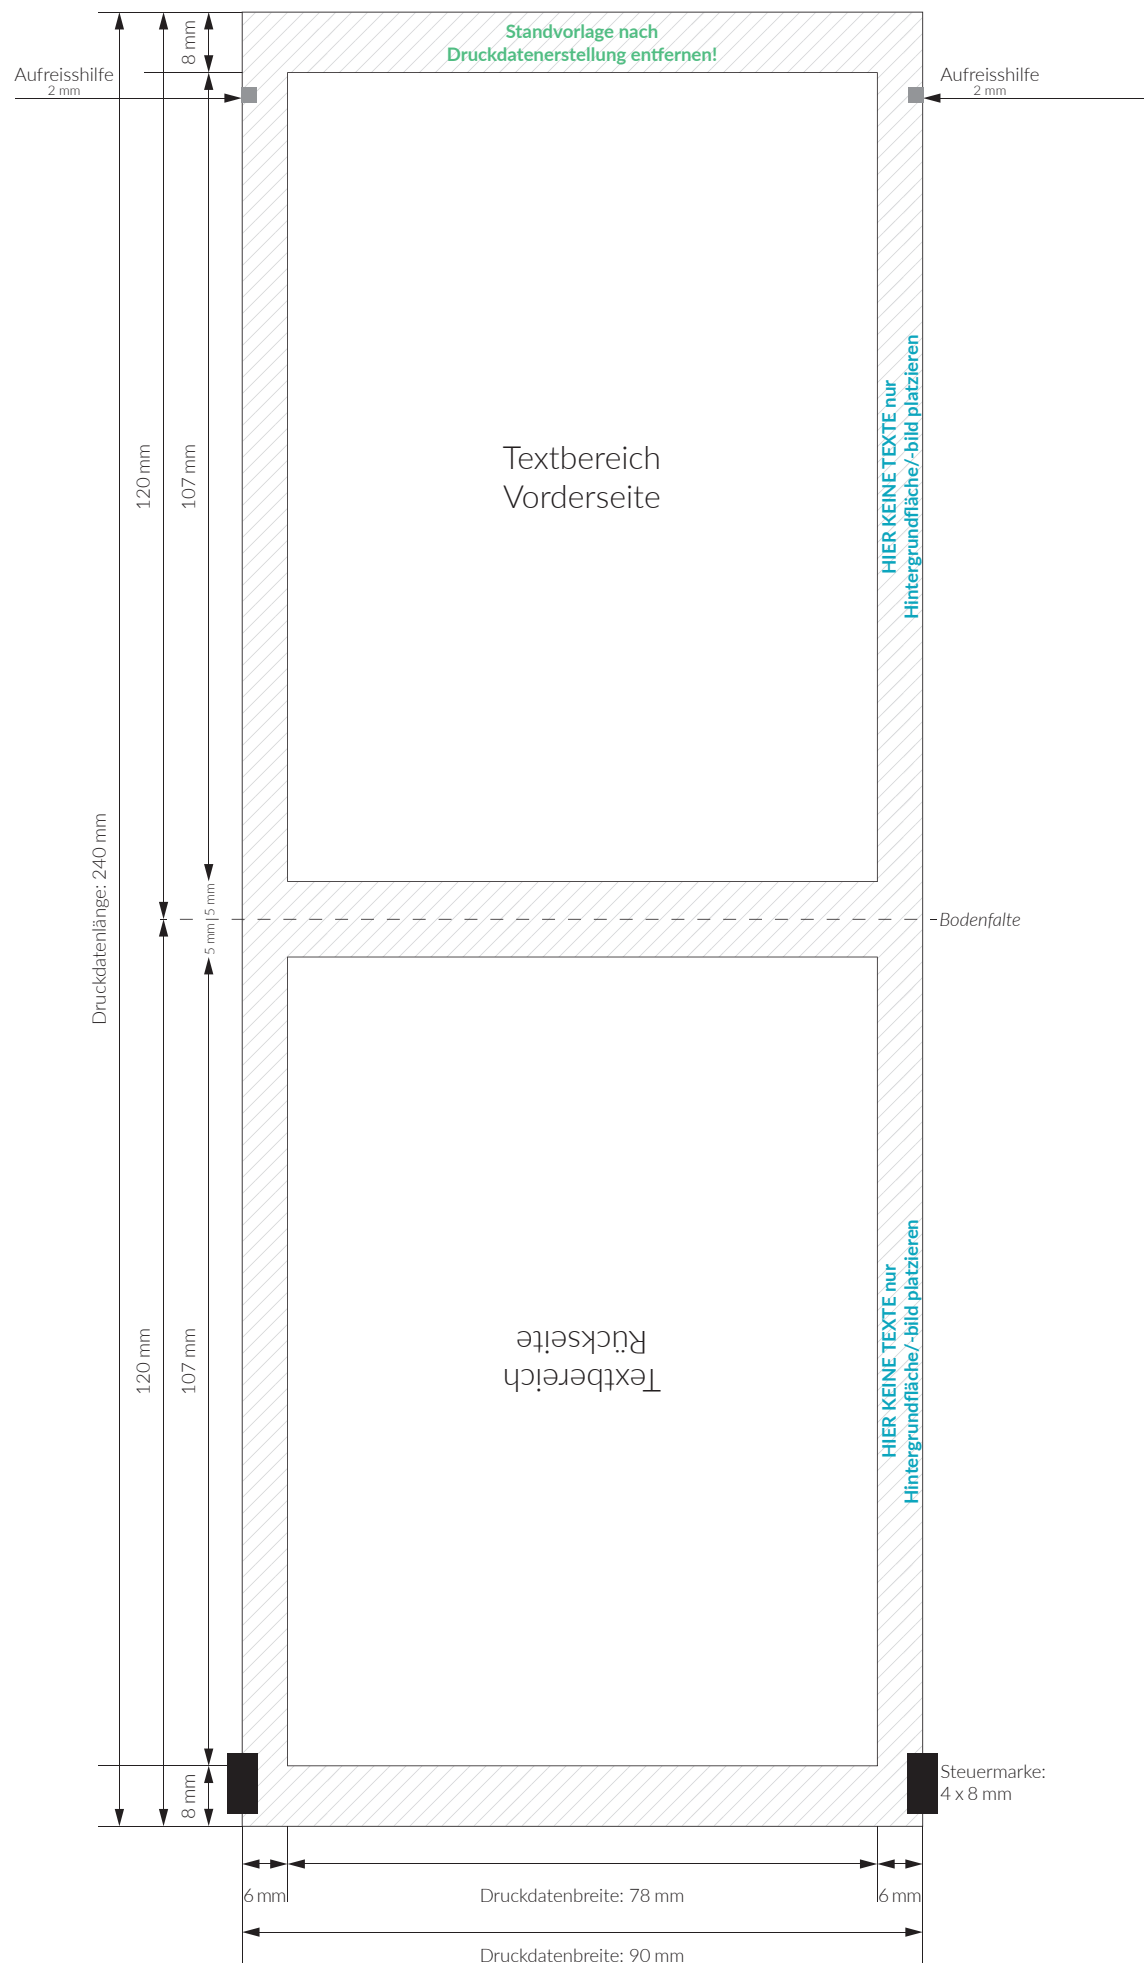 Standvorlage nach
Druckdatenerstellung entfernen!
8 mm
Aufreisshilfe
2 mm
Aufreisshilfe
2 mm
120 mm
107 mm
Textbereich
Vorderseite
HIER KEINE TEXTE nur
Hintergrundfläche/-bild platzieren
Druckdatenlänge: 240 mm
5 mm
5 mm
Bodenfalte
120 mm
107 mm
Textbereich
Rückseite
HIER KEINE TEXTE nur
Hintergrundfläche/-bild platzieren
8 mm
Steuermarke:
4 x 8 mm
6 mm
Druckdatenbreite: 78 mm
6 mm
Druckdatenbreite: 90 mm